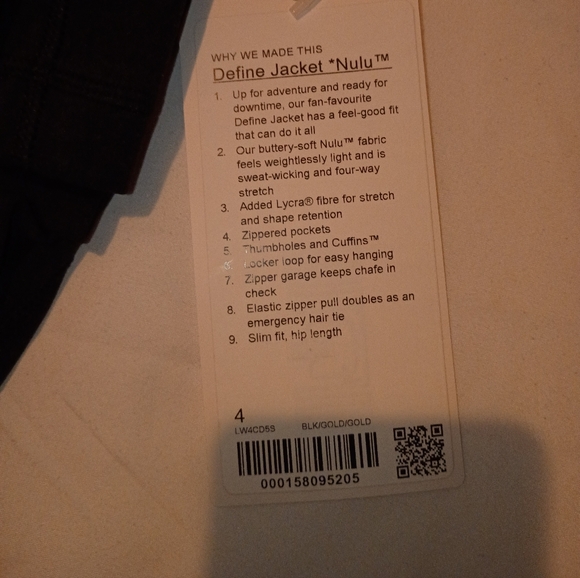 WHY WE MADE THIS
Define Jacket *Nulu™
1. Up for adventure and ready for
downtime, our fan-favourite
Define Jacket has a feel-good fit
that can do it all
2. Our buttery-soft Nulu™ fabric
feels weightlessly light and is
sweat-wicking and four-way
stretch
3. Added Lycra® fibre for stretch
and shape retention
4. Zippered pockets
5. Thumbholes and Cuffins™
6. Locker loop for easy hanging
7. Zipper garage keeps chafe in
check
8. Elastic zipper pull doubles as an
emergency hair tie
9. Slim fit, hip length
4
LW4CD5S BLK/GOLD/GOLD
000158095205